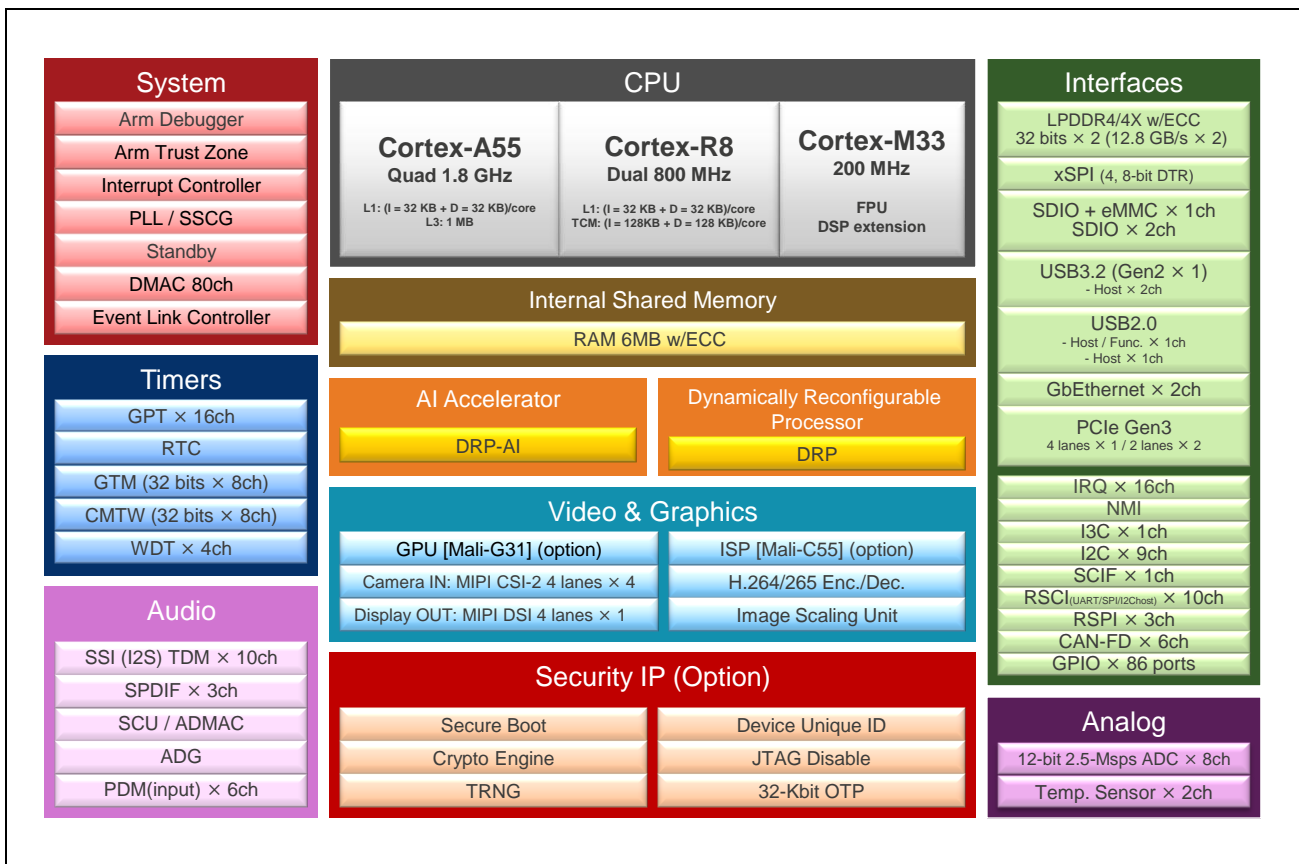 System
Arm Debugger
Arm Trust Zone
Interrupt Controller
PLL / SSCG
Standby
DMAC 80ch
Event Link Controller
Timers
GPT × 16ch
RTC
GTM (32 bits × 8ch)
CMTW (32 bits × 8ch)
WDT × 4ch
Audio
SSI (I2S) TDM × 10ch
SPDIF × 3ch
SCU / ADMAC
ADG
PDM(input) × 6ch
CPU
Cortex-A55
Quad 1.8 GHz
L1: (I = 32 KB + D = 32 KB)/core
L3: 1 MB
Cortex-R8
Dual 800 MHz
L1: (I = 32 KB + D = 32 KB)/core
TCM: (I = 128KB + D = 128 KB)/core
Cortex-M33
200 MHz
FPU
DSP extension
Internal Shared Memory
RAM 6MB w/ECC
AI Accelerator
DRP-AI
Dynamically Reconfigurable
Processor
DRP
Video & Graphics
GPU [Mali-G31] (option)
ISP [Mali-C55] (option)
Camera IN: MIPI CSI-2 4 lanes × 4
H.264/265 Enc./Dec.
Display OUT: MIPI DSI 4 lanes × 1
Image Scaling Unit
Security IP (Option)
Secure Boot
Device Unique ID
Crypto Engine
JTAG Disable
TRNG
32-Kbit OTP
Interfaces
LPDDR4/4X w/ECC
32 bits × 2 (12.8 GB/s × 2)
xSPI (4, 8-bit DTR)
SDIO + eMMC × 1ch
SDIO × 2ch
USB3.2 (Gen2 × 1)
- Host × 2ch
USB2.0
- Host / Func. × 1ch
- Host × 1ch
GbEthernet × 2ch
PCIe Gen3
4 lanes × 1 / 2 lanes × 2
IRQ × 16ch
NMI
I3C × 1ch
I2C × 9ch
SCIF × 1ch
RSCI(UART/SPI/I2Chost) × 10ch
RSPI × 3ch
CAN-FD × 6ch
GPIO × 86 ports
Analog
12-bit 2.5-Msps ADC × 8ch
Temp. Sensor × 2ch